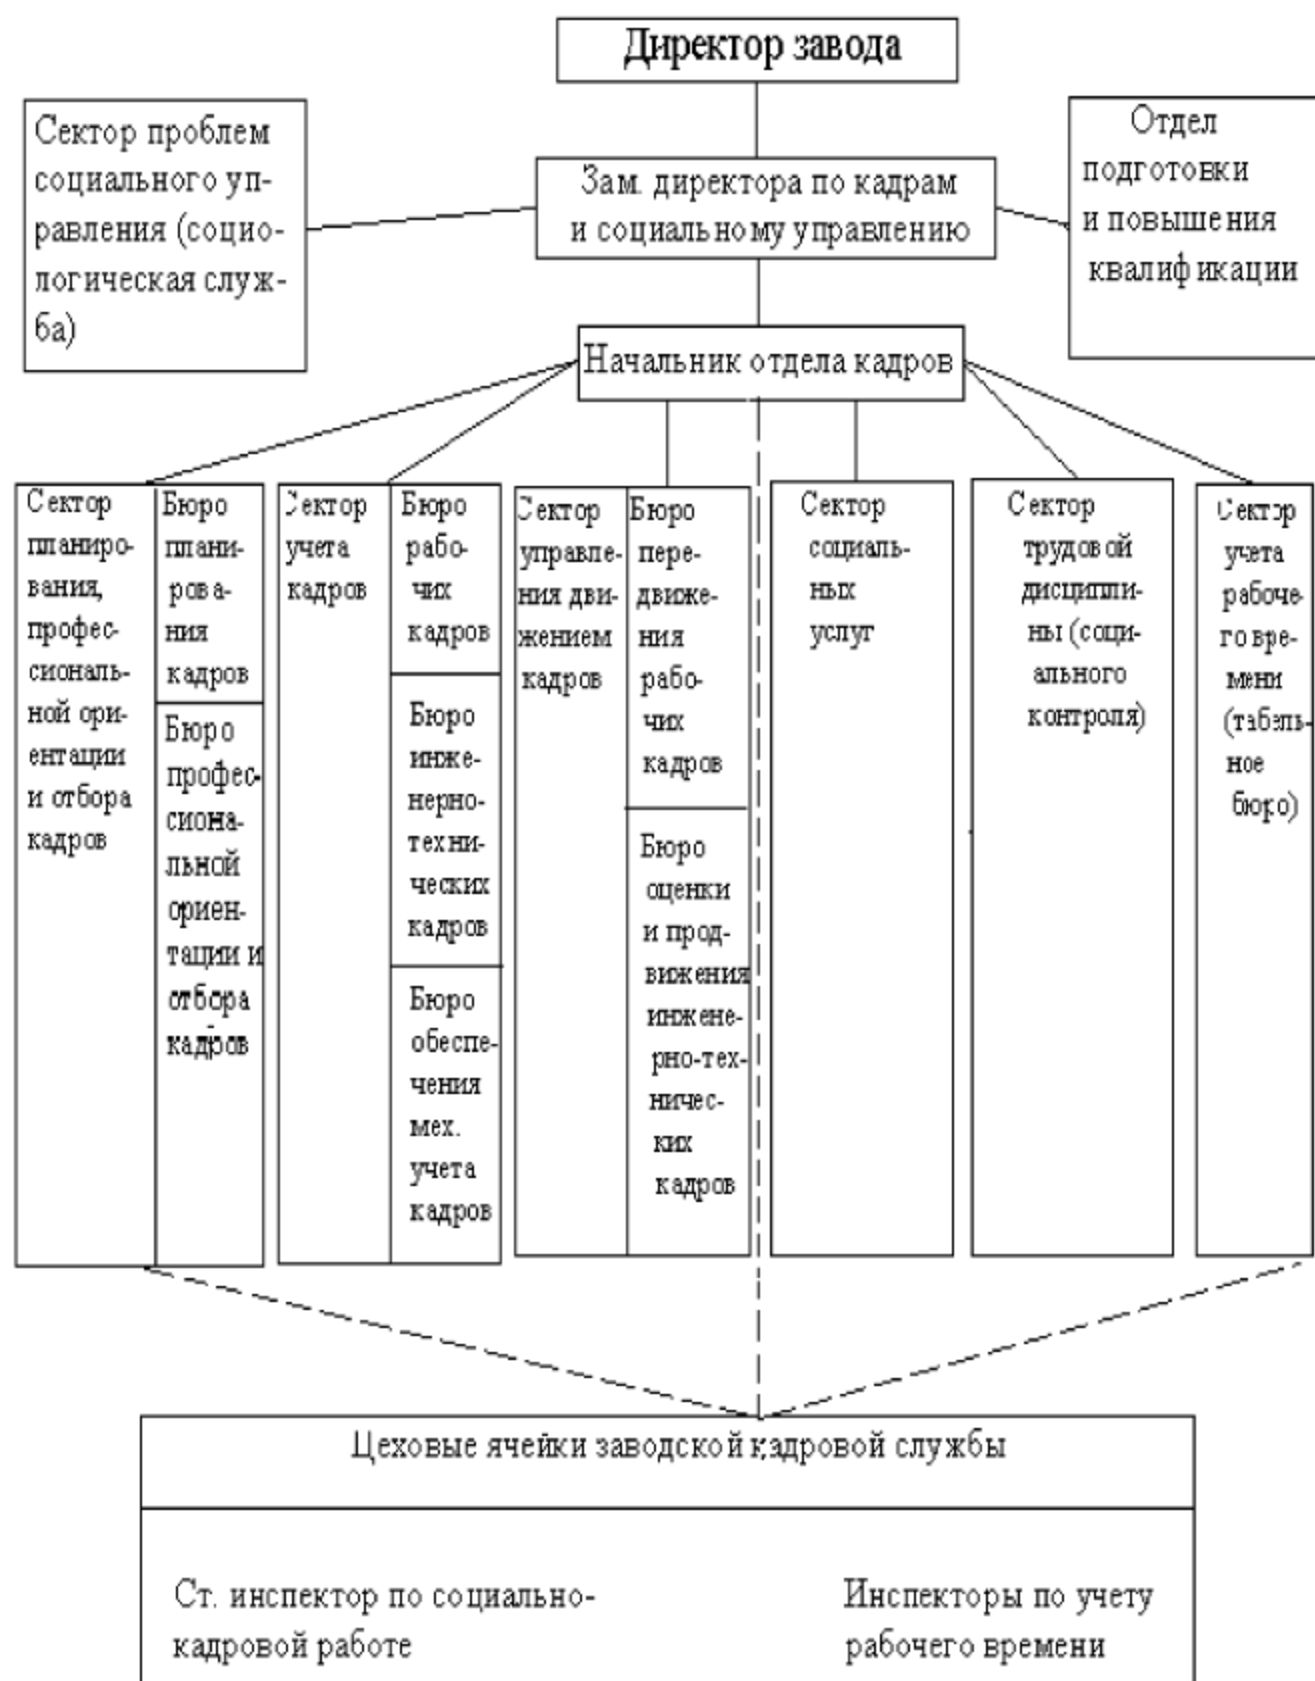 Директор завода
Сектор проблем
социального уп-
равления (социо-
логическая служ-
ба)
Зам. директора по кадрам
и социальному управлению
Отдел
подготовки
и повышения
квалификации
Начальник отдела кадров
Сектор
планиро-
вания,
профес-
сиональ-
ной ори-
ентации
и отбора
кадров
Бюро
плани-
рова-
ния
кадров
Бюро
профес-
сиона-
льной
ориен-
тации и
отбора
кадров
Сектор
учета
кадров
Бюро
рабо-
чих
кадров
Бюро
инже-
нерно-
техни-
ческих
кадров
Бюро
обеспе-
чения
мех.
учета
кадров
Сектор
управле-
ния дви-
жением
кадров
Бюро
пере-
движе-
ния
рабо-
чих
кадров
Бюро
оценки
и прод-
вижения
инжене-
рно-тех-
ничес-
ких
кадров
Сектор
социаль-
ных
услуг
Сектор
трудовой
дисципли-
ны (соци-
ального
контроля)
Сектор
учета
рабоче-
го вре-
мени
(табель-
ное
бюро)
Цеховые ячейки заводской кадровой службы
Ст. инспектор по социально-
кадровой работе
Инспекторы по учету
рабочего времени